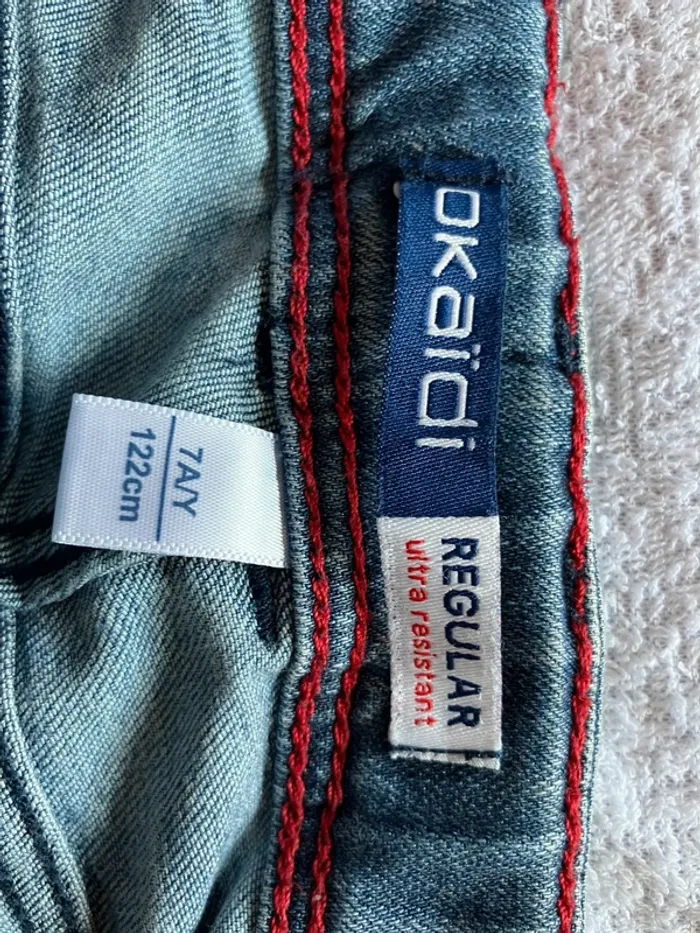 okaïdi
REGULAR
ultra resistant
7A/Y
122cm